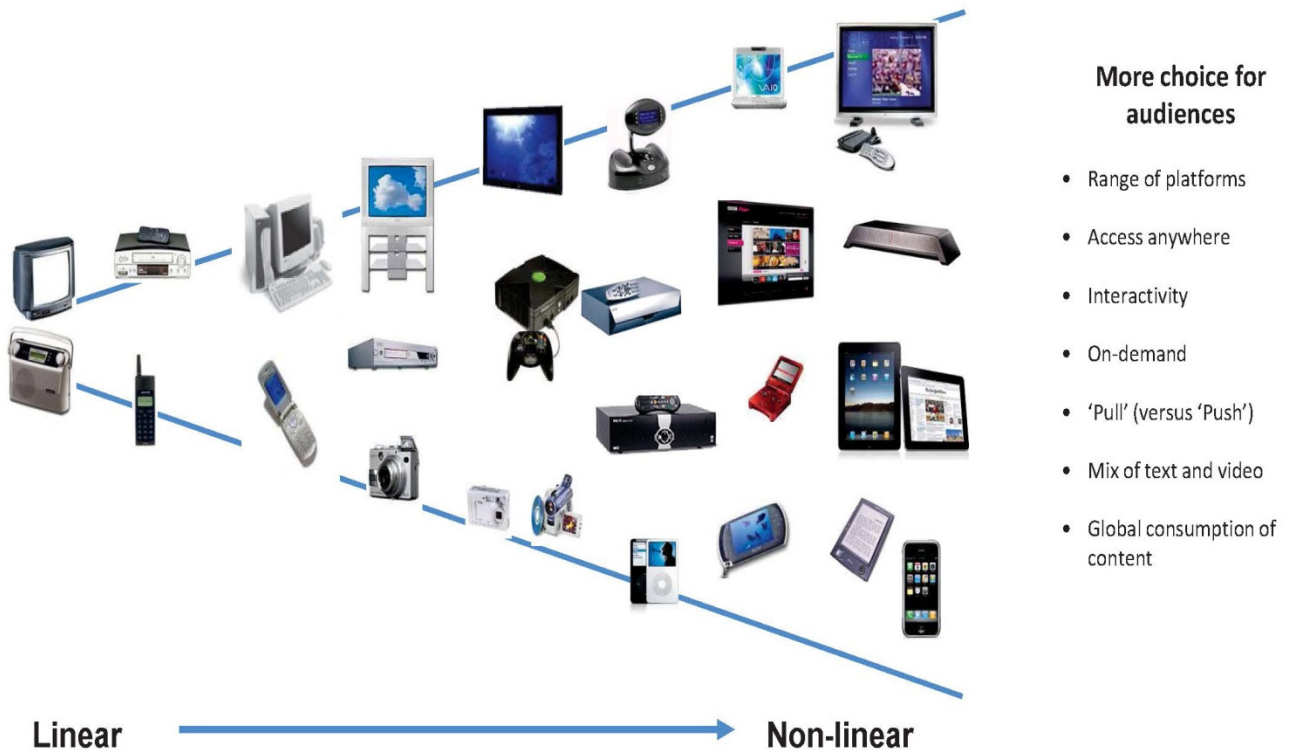 More choice for
audiences
• Range of platforms
• Access anywhere
• Interactivity
• On-demand
• 'Pull' (versus 'Push')
• Mix of text and video
• Global consumption of
content
VAIO
Linear
Non-linear